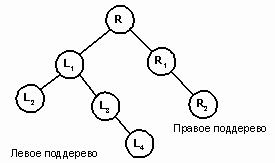 R
L₁
R₁
L₂
L₃
R₂
L₄
Правое поддерево
Левое поддерево